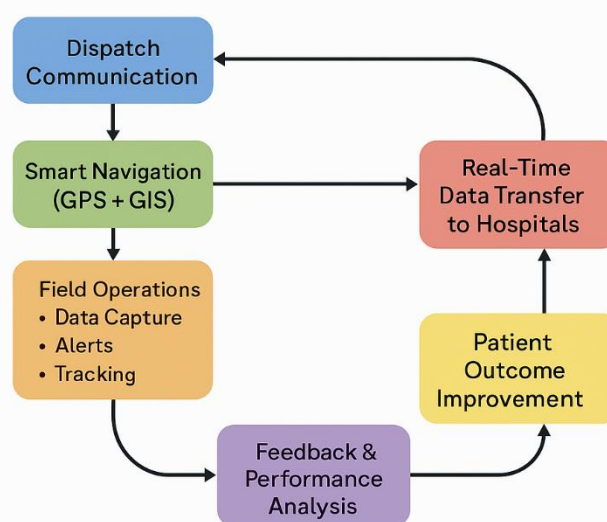 Dispatch
Communication
Smart Navigation
(GPS + GIS)
Real-Time
Data Transfer
to Hospitals
Field Operations
• Data Capture
• Alerts
• Tracking
Patient
Outcome
Improvement
Feedback &
Performance
Analysis